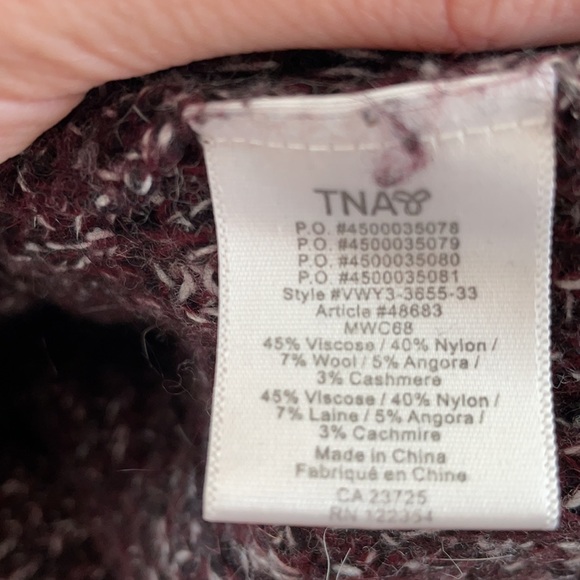 TNA
P.O. #4500035078
P.O. #4500035079
P.O. #4500035080
P.O. #4500035081
Style #VWY3-3655-33
Article #48683
MWC68
45% Viscose / 40% Nylon /
7% Wool / 5% Angora /
3% Cashmere
45% Viscose / 40% Nylon /
7% Laine / 5% Angora /
3% Cachmire
Made in China
Fabriqué en Chine
CA 23725
RN 122364